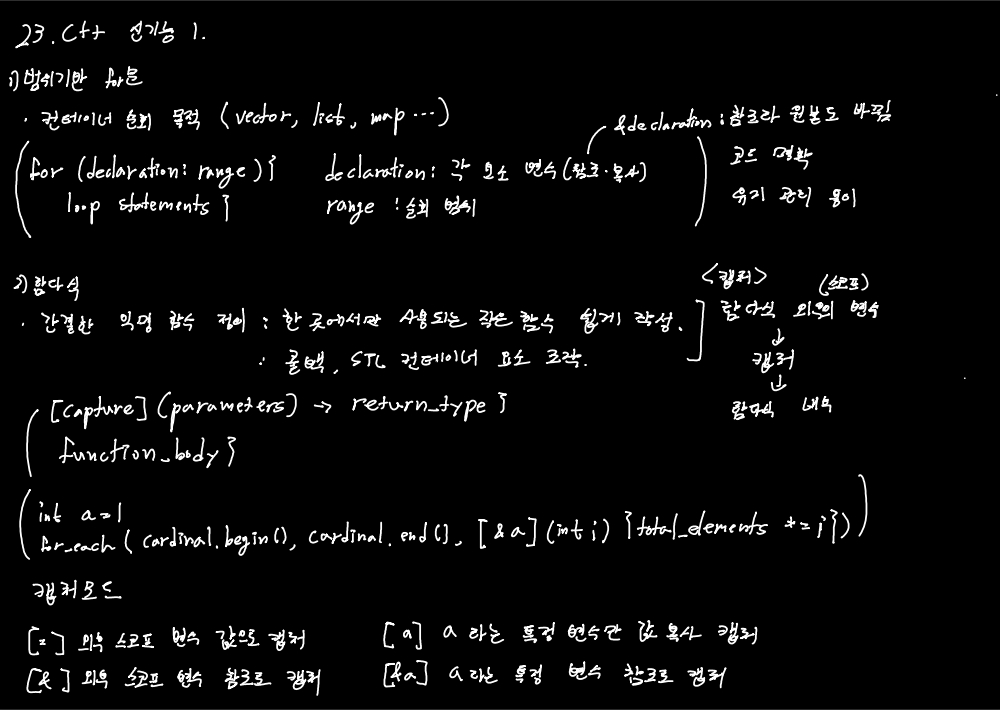 23. C++ 신기능 1.
1) 범위기반 for문
· 컨테이너 순회 목적 (vector, list, map ...)
&declaration : 참조라 원본도 바뀜
for (declaration : range) {
declaration : 각 요소 변수 (참조·복사)
코드 명확
loop statements }
range : 순회 범위
유지 관리 용이
2) 람다식
<캡처>
(스코프)
· 간결한 익명 함수 정의 : 한 곳에서만 사용되는 작은 함수 쉽게 작성.
람다식 외부의 변수
: 콜백, STL 컨테이너 요소 조작.
↓
캡처
↓
[capture] (parameters) → return_type {
람다식 내부
function_body }
int a = 1
for_each ( cardinal.begin(), cardinal.end(), [&a] (int i) {total_elements *= i})
캡처모드
[=] 외부 스코프 변수 값으로 캡처
[a] a 라는 특정 변수만 값 복사 캡처
[&] 외부 스코프 변수 참조로 캡처
[&a] a 라는 특정 변수 참조로 캡처